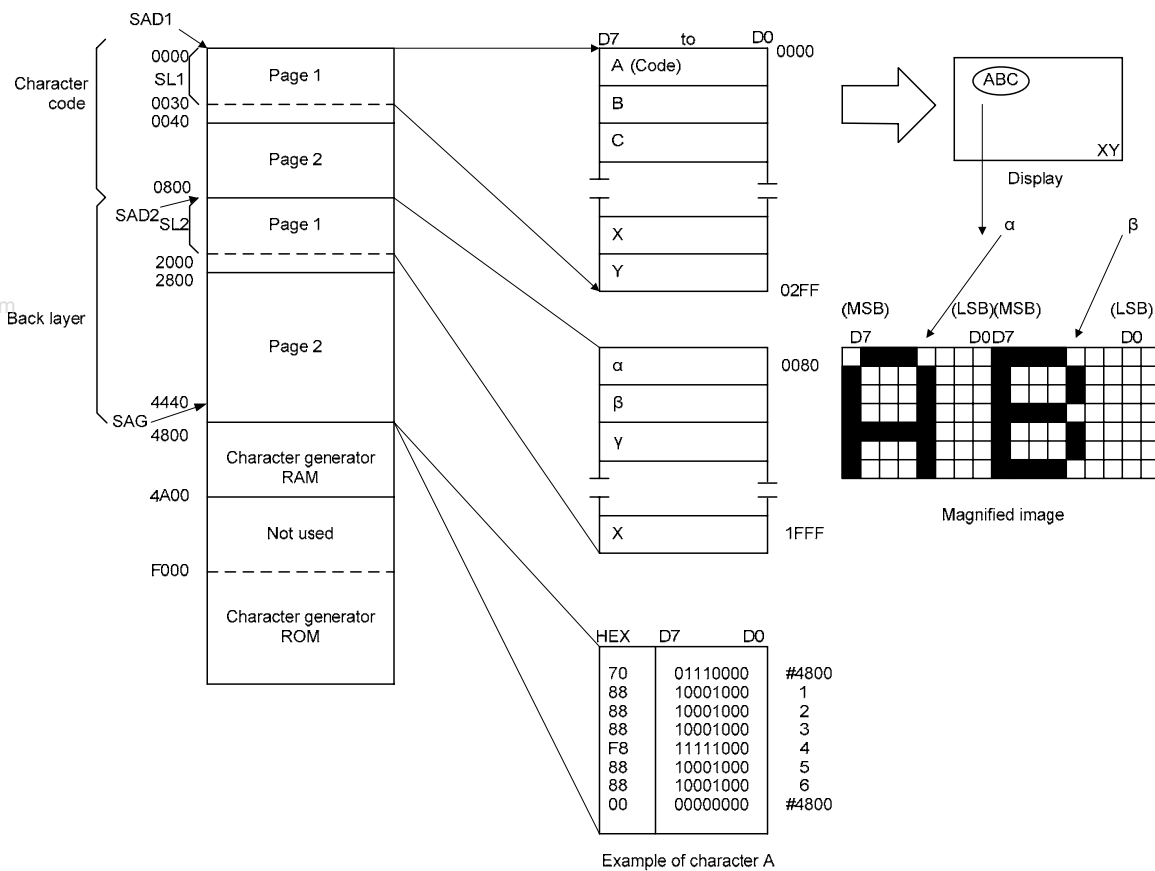 SAD1
0000
SL1
0030
0040
Character
code
0800
SAD2
SL2
2000
2800
Back layer
4440
SAG
4800
4A00
F000
Page 1
Page 2
Page 1
Page 2
Character generator
RAM
Not used
Character generator
ROM
D7 to D0
0000
A (Code)
B
C
X
Y
02FF
α
0080
β
γ
X
1FFF
HEX D7 D0
70 01110000 #4800
88 10001000 1
88 10001000 2
88 10001000 3
F8 11111000 4
88 10001000 5
88 10001000 6
00 00000000 #4800
Example of character A
ABC
XY
Display
α β
(MSB) (LSB)(MSB) (LSB)
D7 D0 D7 D0
Magnified image